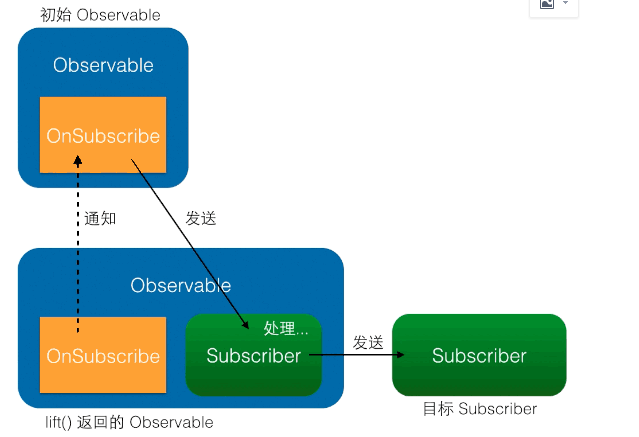 初始 Observable
Observable
OnSubscribe
通知
发送
Observable
OnSubscribe
处理...
Subscriber
发送
Subscriber
目标 Subscriber
lift() 返回的 Observable